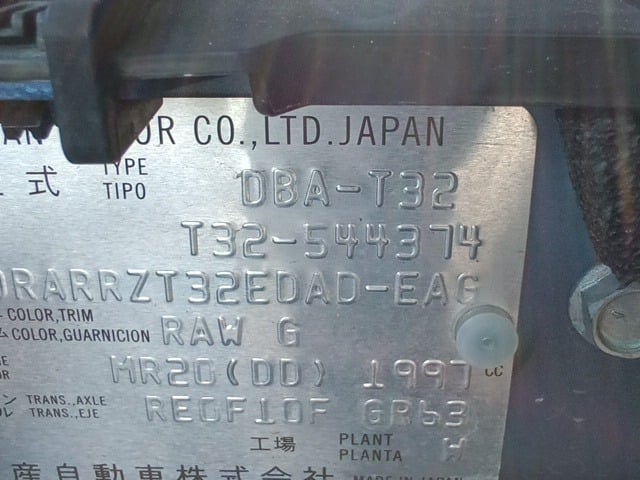 MOTOR CO.,LTD.JAPAN
式 TYPE TIPO DBA-T32
T32-544374
RARRZT32EDAD-EAG
COLOR,TRIM
COLOR,GUARNICION RAW G
MR20(DD) 1997 cc
TRANS.,AXLE
TRANS.,EJE RE0F10F GR63
工場 PLANT PLANTA W
産自動車株式会社 MADE IN JAPAN